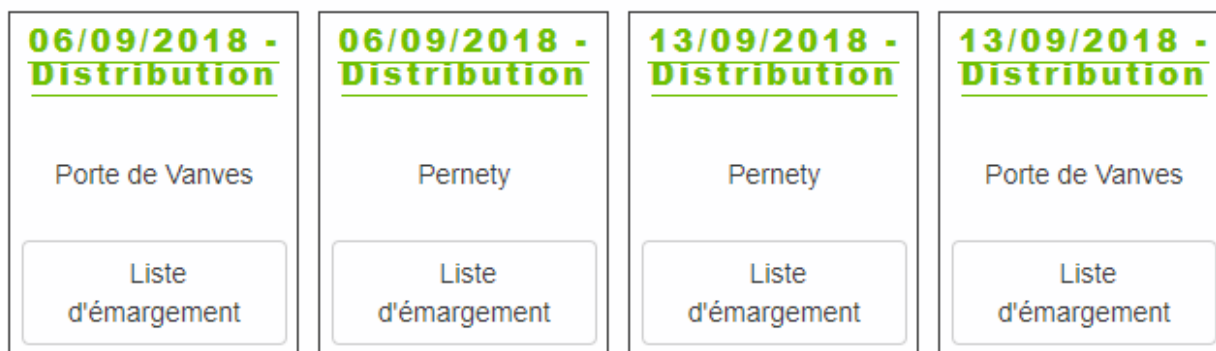 06/09/2018 -
Distribution
Porte de Vanves
Liste
d'émargement
06/09/2018 -
Distribution
Pernety
Liste
d'émargement
13/09/2018 -
Distribution
Pernety
Liste
d'émargement
13/09/2018 -
Distribution
Porte de Vanves
Liste
d'émargement